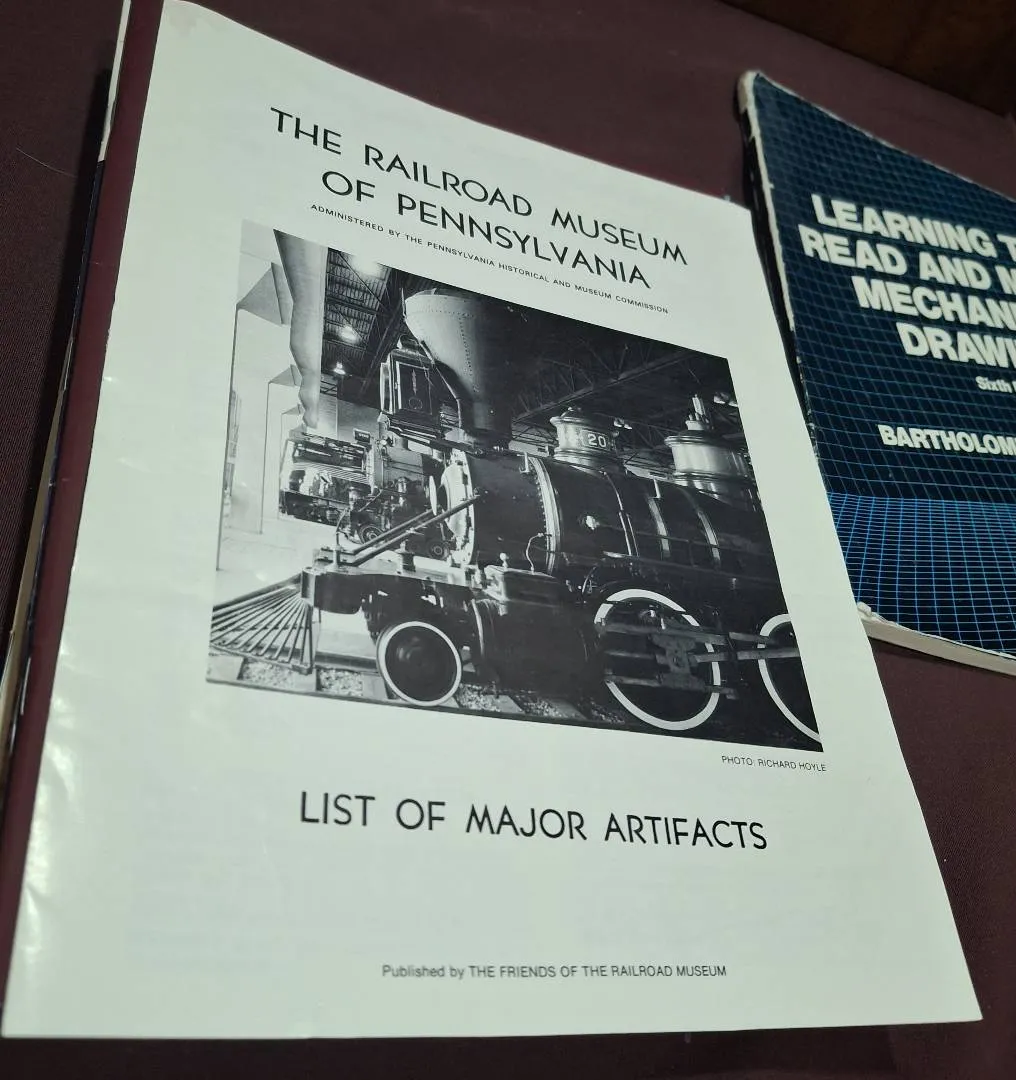 THE RAILROAD MUSEUM
OF PENNSYLVANIA
ADMINISTERED BY THE PENNSYLVANIA HISTORICAL AND MUSEUM COMMISSION
20
PHOTO: RICHARD HOYLE
LIST OF MAJOR ARTIFACTS
Published by THE FRIENDS OF THE RAILROAD MUSEUM
LEARNING T
READ AND M
MECHAN
DRAW
Sixth
BARTHOLOM